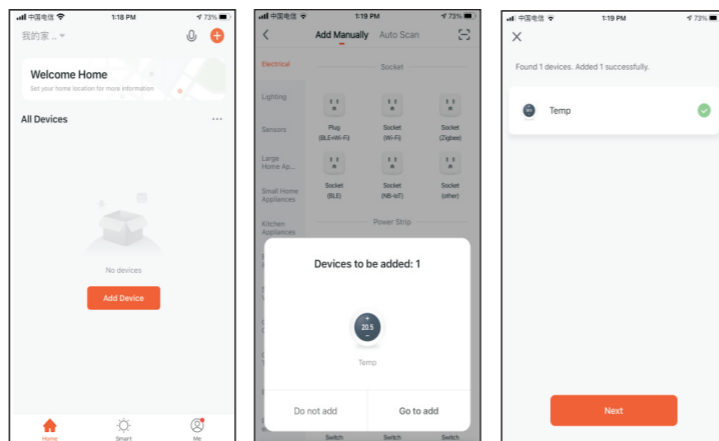 中国电信
1:18 PM
73%
我的家 ..
Welcome Home
Set your home location for more information
All Devices
No devices
Add Device
Home
Smart
Me
中国电信
1:19 PM
73%
Add Manually
Auto Scan
Electrical
Socket
Lighting
Sensors
Large
Home Ap...
Small Home
Appliances
Kitchen
Appliances
Plug
(BLE+Wi-Fi)
Socket
(Wi-Fi)
Socket
(Zigbee)
Socket
(BLE)
Socket
(NB-IoT)
Socket
(other)
Power Strip
Devices to be added: 1
20.5
Temp
Do not add
Go to add
Switch
Switch
Switch
中国电信
1:19 PM
73%
Found 1 devices. Added 1 successfully.
Temp
Next